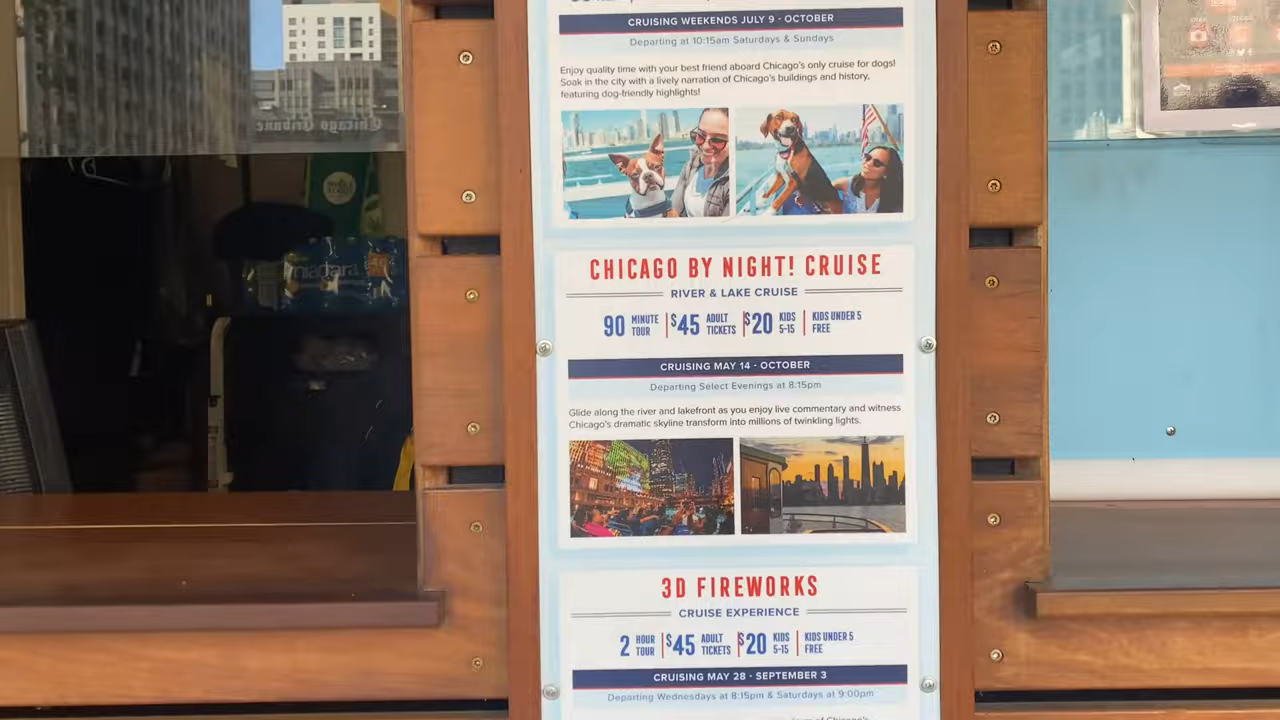 CRUISING WEEKENDS JULY 9 - OCTOBER
Departing at 10:15am Saturdays & Sundays
Enjoy quality time with your best friend aboard Chicago's only cruise for dogs!
Soak in the city with a lively narration of Chicago's buildings and history,
featuring dog-friendly highlights!
Chicago Tribune
niagara
CHICAGO BY NIGHT! CRUISE
RIVER & LAKE CRUISE
90 MINUTE TOUR | $45 ADULT TICKETS | $20 KIDS 5-15 | KIDS UNDER 5 FREE
CRUISING MAY 14 - OCTOBER
Departing Select Evenings at 8:15pm
Glide along the river and lakefront as you enjoy live commentary and witness
Chicago's dramatic skyline transform into millions of twinkling lights.
3D FIREWORKS
CRUISE EXPERIENCE
2 HOUR TOUR | $45 ADULT TICKETS | $20 KIDS 5-15 | KIDS UNDER 5 FREE
CRUISING MAY 28 - SEPTEMBER 3
Departing Wednesdays at 8:15pm & Saturdays at 9:00pm